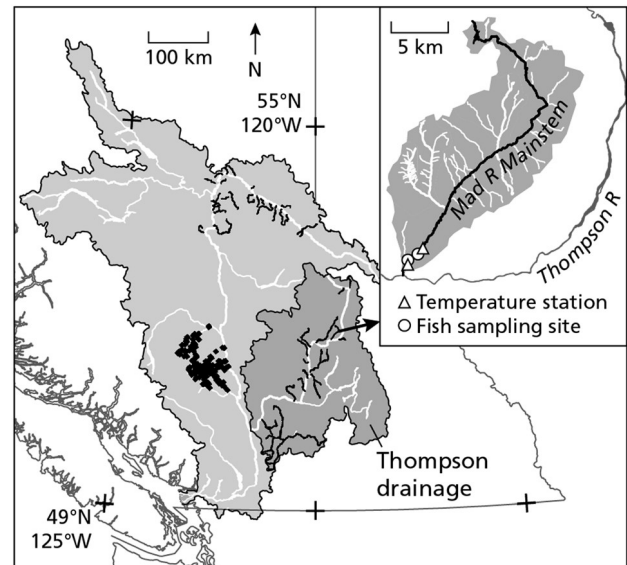 100 km
N
55°N
120°W
5 km
Mad R Mainstem
Thompson R
Temperature station
Fish sampling site
Thompson
drainage
49°N
125°W